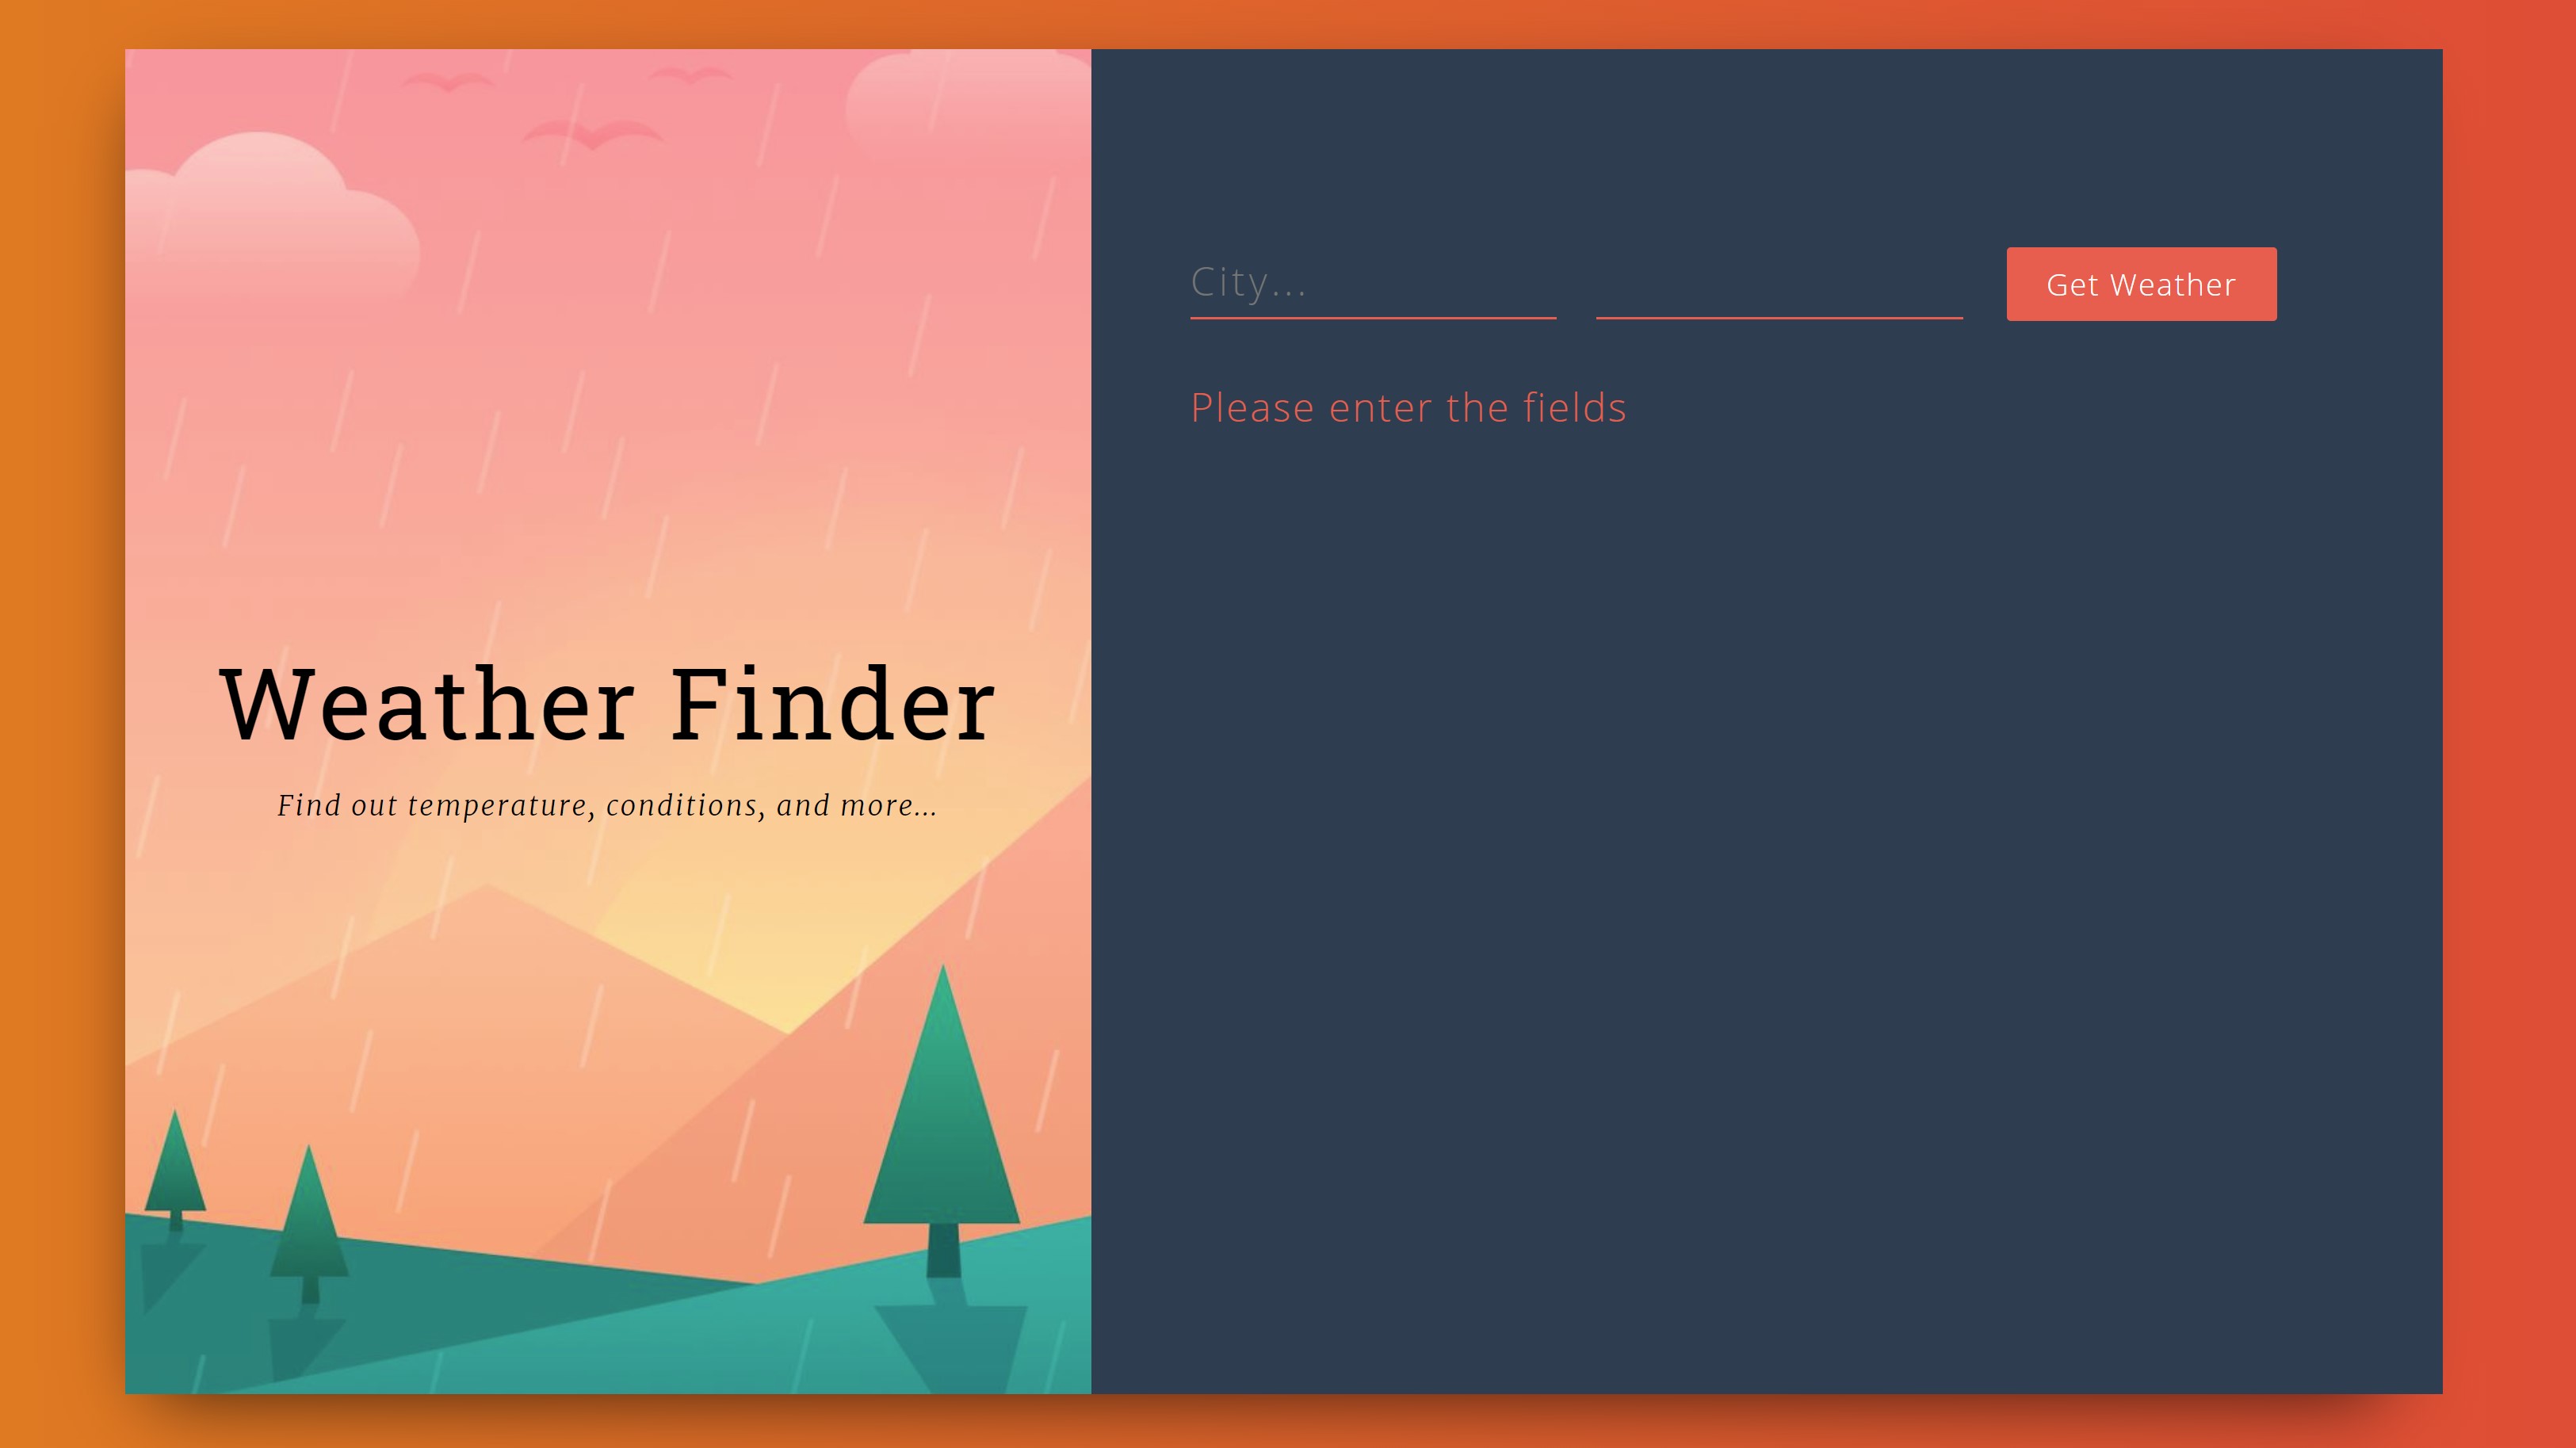 Weather Finder
Find out temperature, conditions, and more...
City...
Get Weather
Please enter the fields